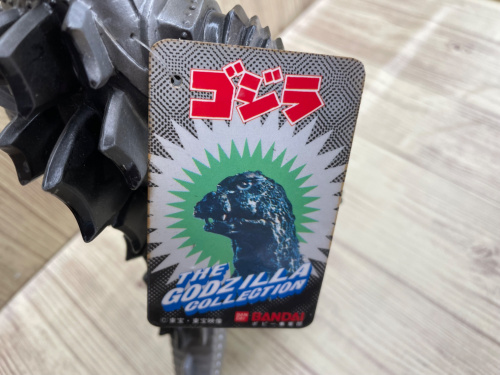 ゴジラ
THE
GODZILLA
COLLECTION
BANDAI